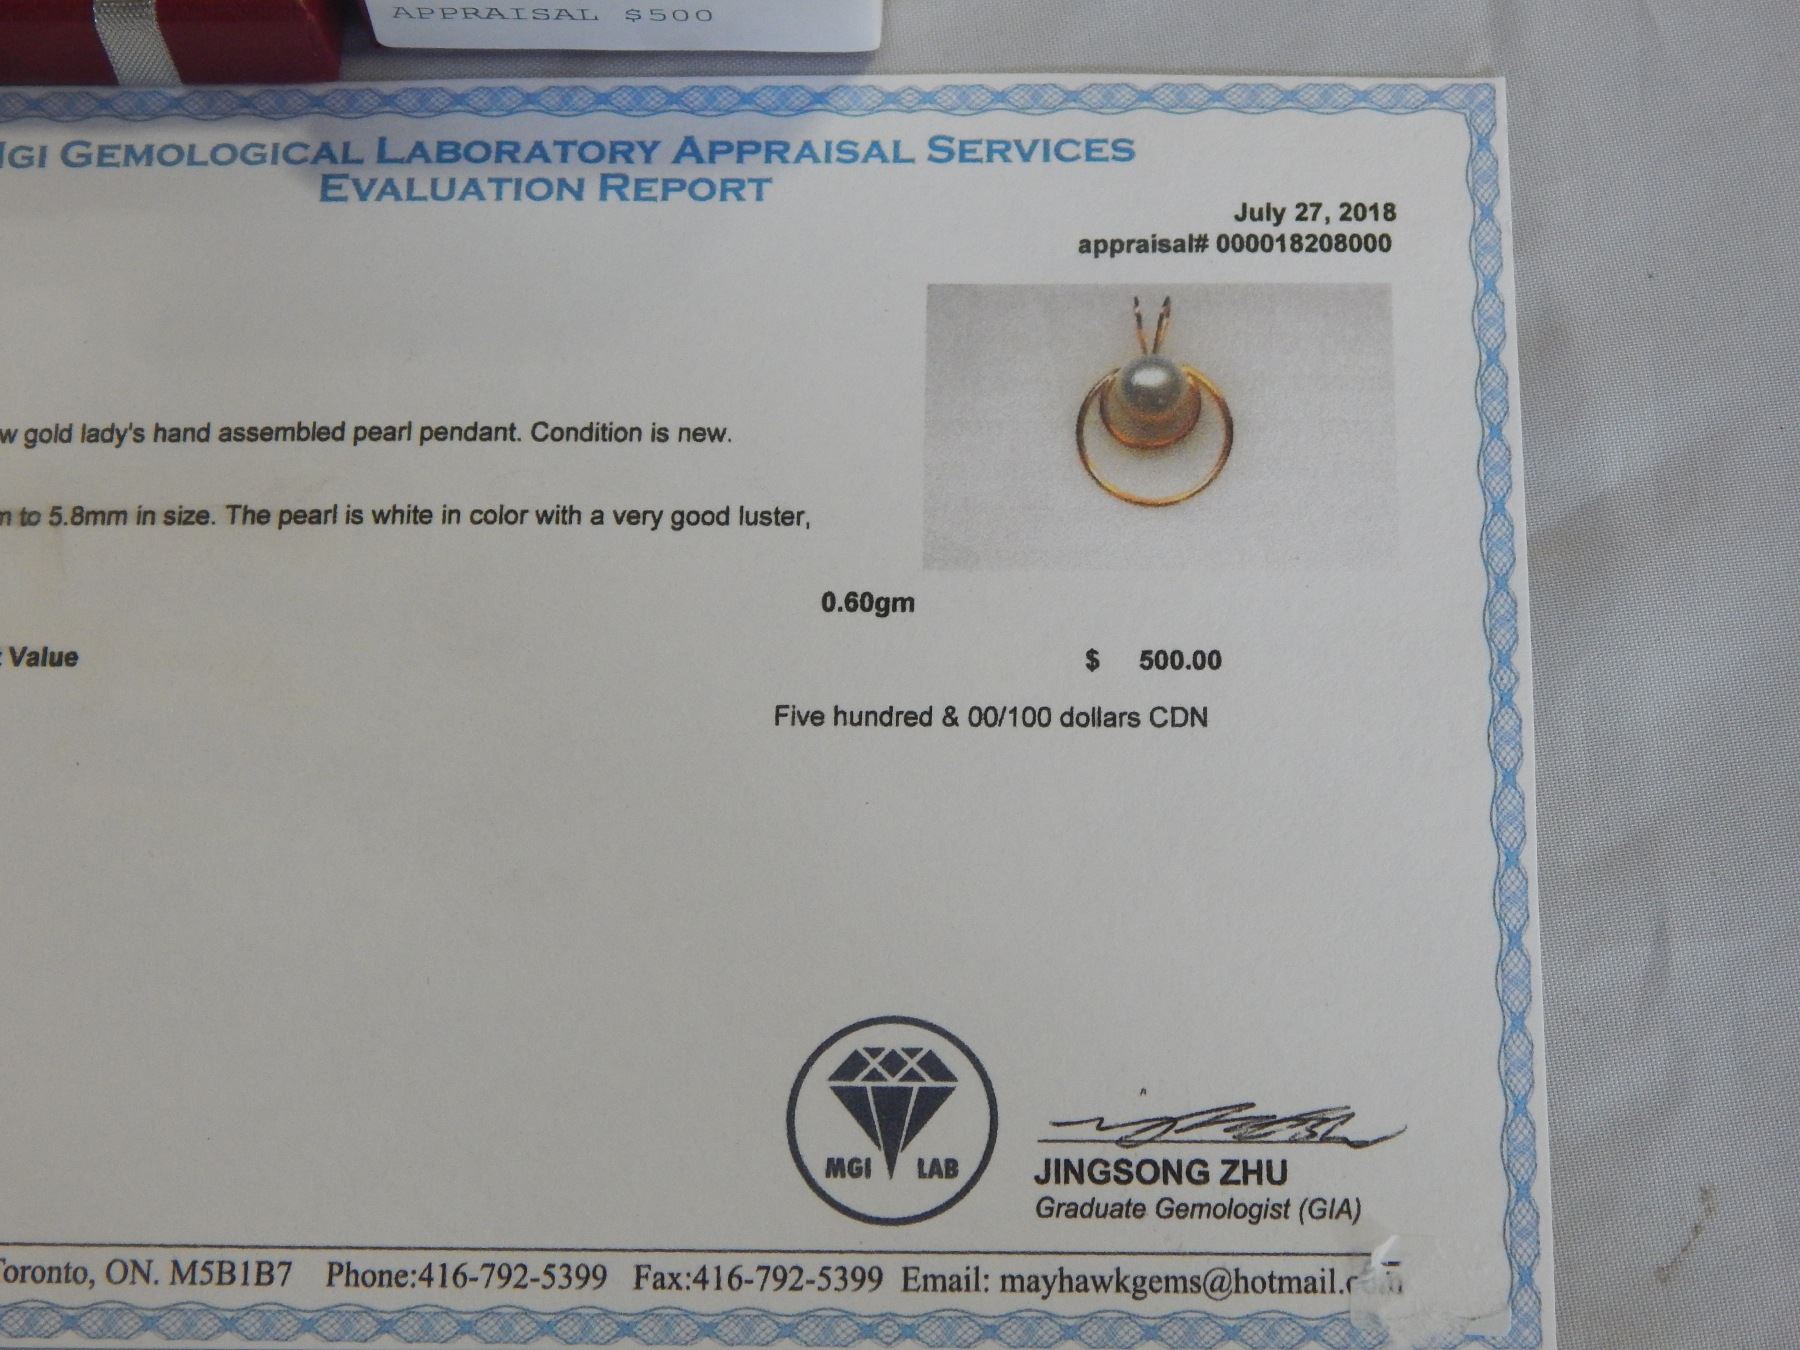 APPRAISAL $500
GEMOLOGICAL LABORATORY APPRAISAL SERVICES
EVALUATION REPORT
July 27, 2018
appraisal# 000018208000
w gold lady's hand assembled pearl pendant. Condition is new.
to 5.8mm in size. The pearl is white in color with a very good luster,
0.60gm
Value
$ 500.00
Five hundred & 00/100 dollars CDN
MGI LAB
JINGSONG ZHU
Graduate Gemologist (GIA)
Toronto, ON. M5B1B7 Phone:416-792-5399 Fax:416-792-5399 Email: mayhawkgems@hotmail.com